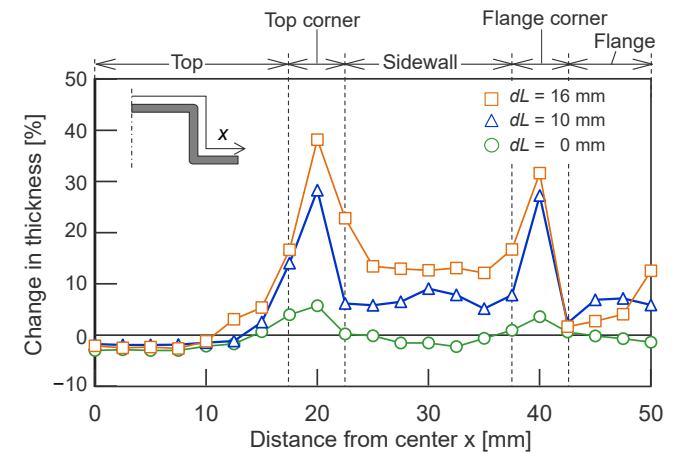 Top corner
Flange corner
Flange
Top
Sidewall
50
40
30
20
10
0
−10
Change in thickness [%]
x
dL = 16 mm
dL = 10 mm
dL = 0 mm
0 10 20 30 40 50
Distance from center x [mm]